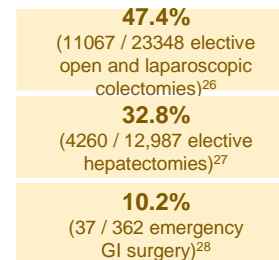 47.4%
(11067 / 23348 elective
open and laparoscopic
colectomies)26
32.8%
(4260 / 12,987 elective
hepatectomies)27
10.2%
(37 / 362 emergency
GI surgery)28